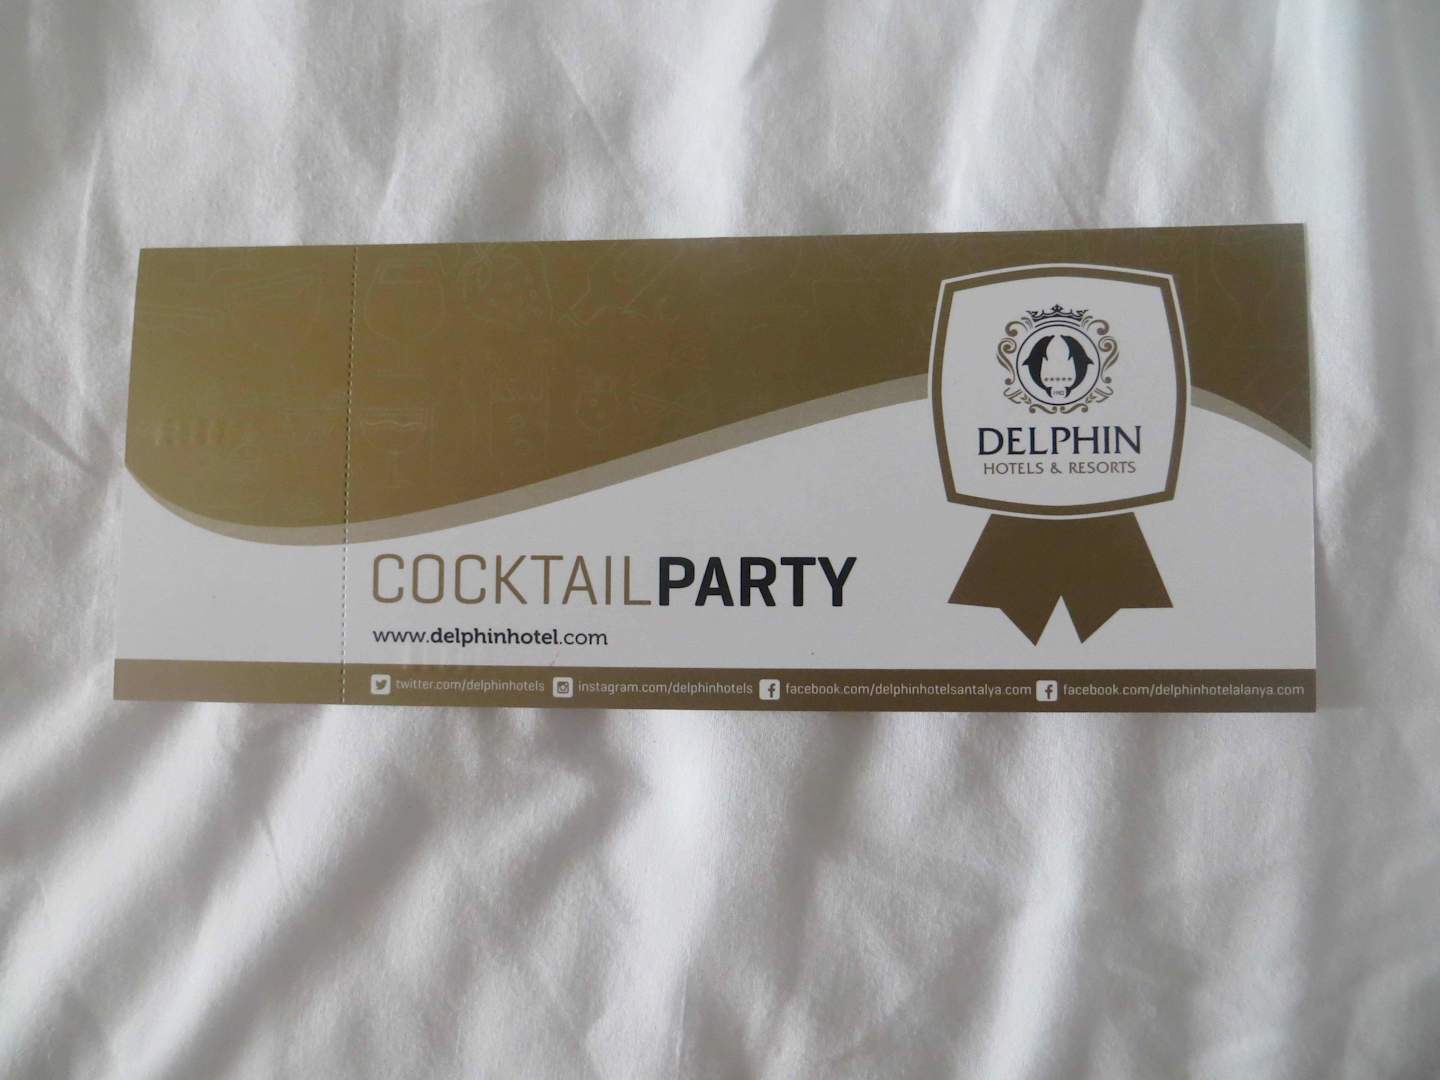 DELPHIN
HOTELS & RESORTS
COCKTAILPARTY
www.delphinhotel.com
twitter.com/delphinhotels instagram.com/delphinhotels facebook.com/delphinhotelsantalya.com facebook.com/delphinhotelalanya.com